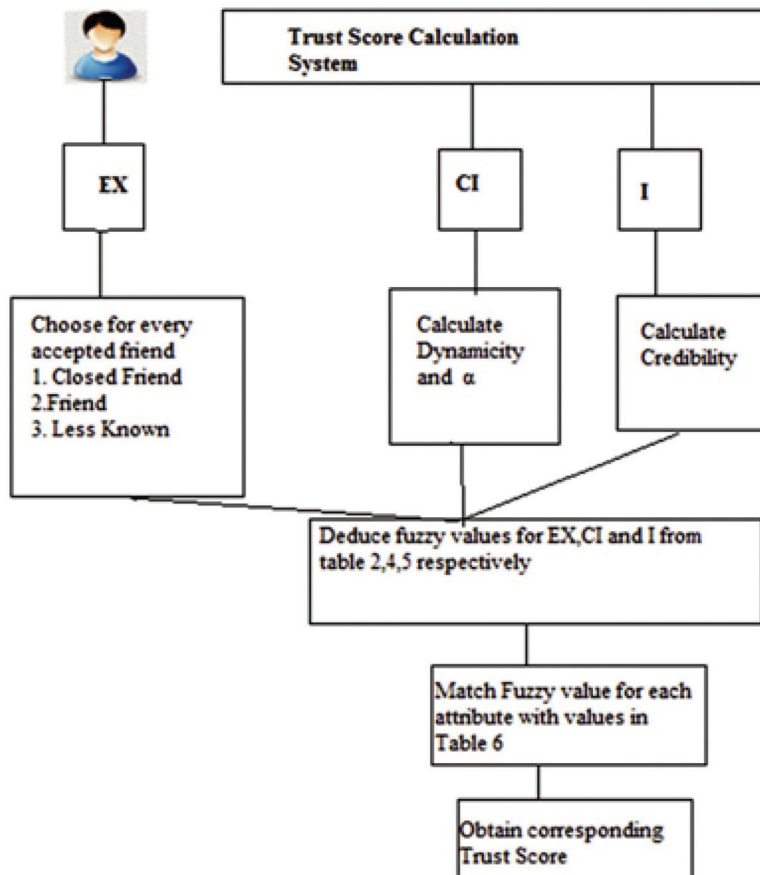 Trust Score Calculation
System
EX
CI
I
Choose for every
accepted friend
1. Closed Friend
2.Friend
3. Less Known
Calculate
Dynamicity
and α
Calculate
Credibility
Deduce fuzzy values for EX,CI and I from
table 2,4,5 respectively
Match Fuzzy value for each
attribute with values in
Table 6
Obtain corresponding
Trust Score